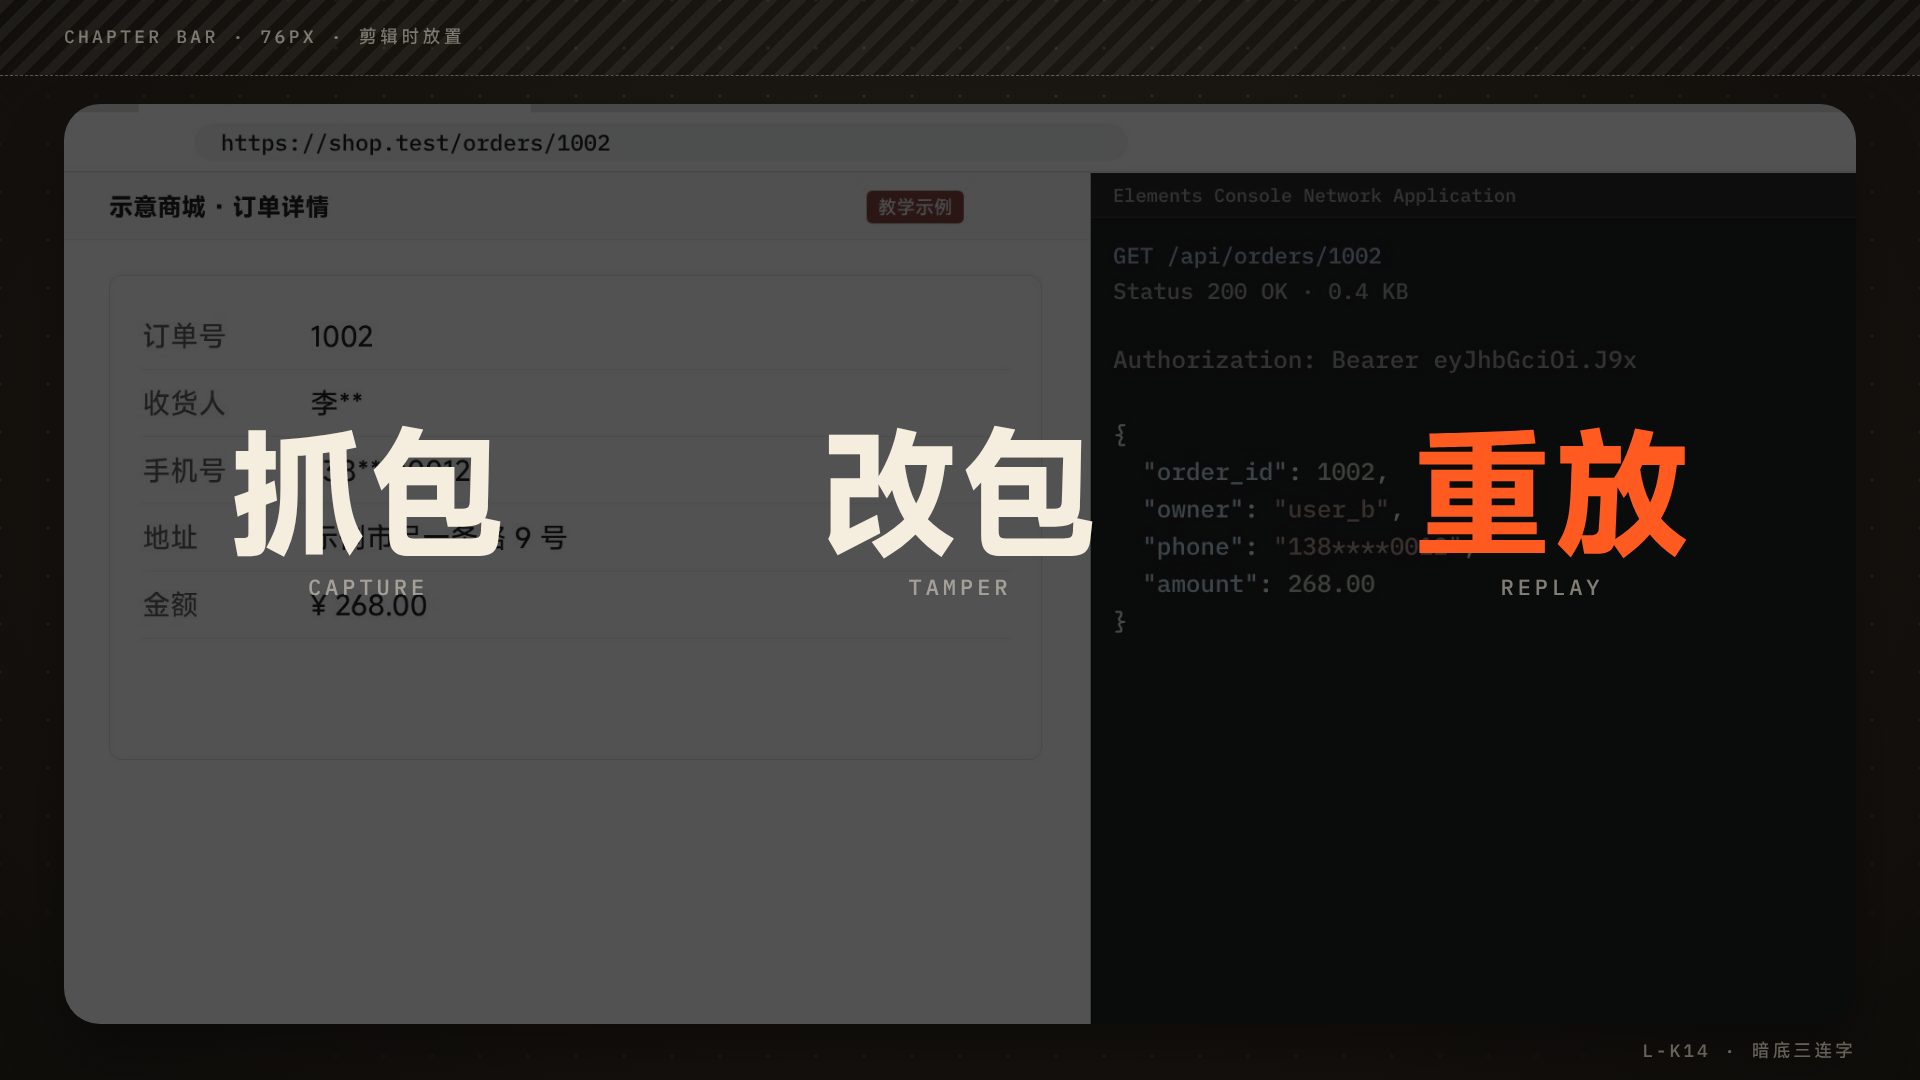 CHAPTER BAR · 76PX · 剪辑时放置
https://shop.test/orders/1002
示意商城 · 订单详情
教学示例
订单号 1002
收货人 李**
手机号
地址 9 号
金额 ¥ 268.00
Elements Console Network Application
GET /api/orders/1002
Status 200 OK · 0.4 KB
Authorization: Bearer eyJhbGciOi.J9x
{
"order_id": 1002,
"owner": "user_b",
"phone": "138****0012",
"amount": 268.00
}
抓包 改包 重放
CAPTURE TAMPER REPLAY
L-K14 · 暗底三连字